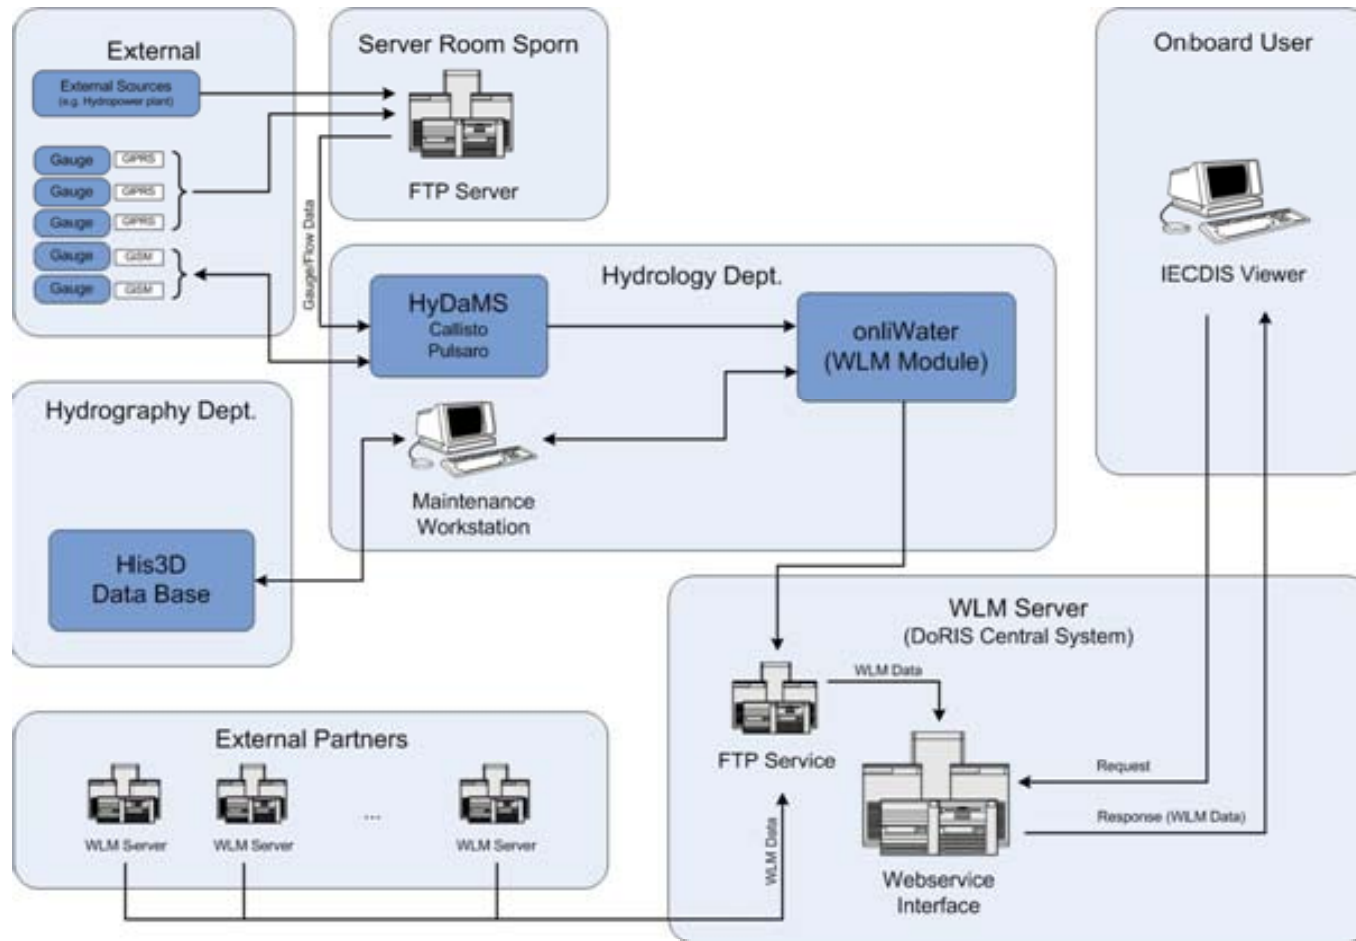 External
External Sources
(e.g. Hydropower plant)
Gauge GPRS
Gauge GPRS
Gauge GPRS
Gauge GSM
Gauge GSM
Server Room Sporn
FTP Server
Gauge/Flow Data
Onboard User
IECDIS Viewer
Hydrology Dept.
HyDaMS
Callisto
Pulsaro
onliWater
(WLM Module)
Maintenance
Workstation
Hydrography Dept.
His3D
Data Base
WLM Server
(DoRIS Central System)
WLM Data
FTP Service
Request
Response (WLM Data)
WLM Data
Webservice
Interface
External Partners
...
WLM Server
WLM Server
WLM Server